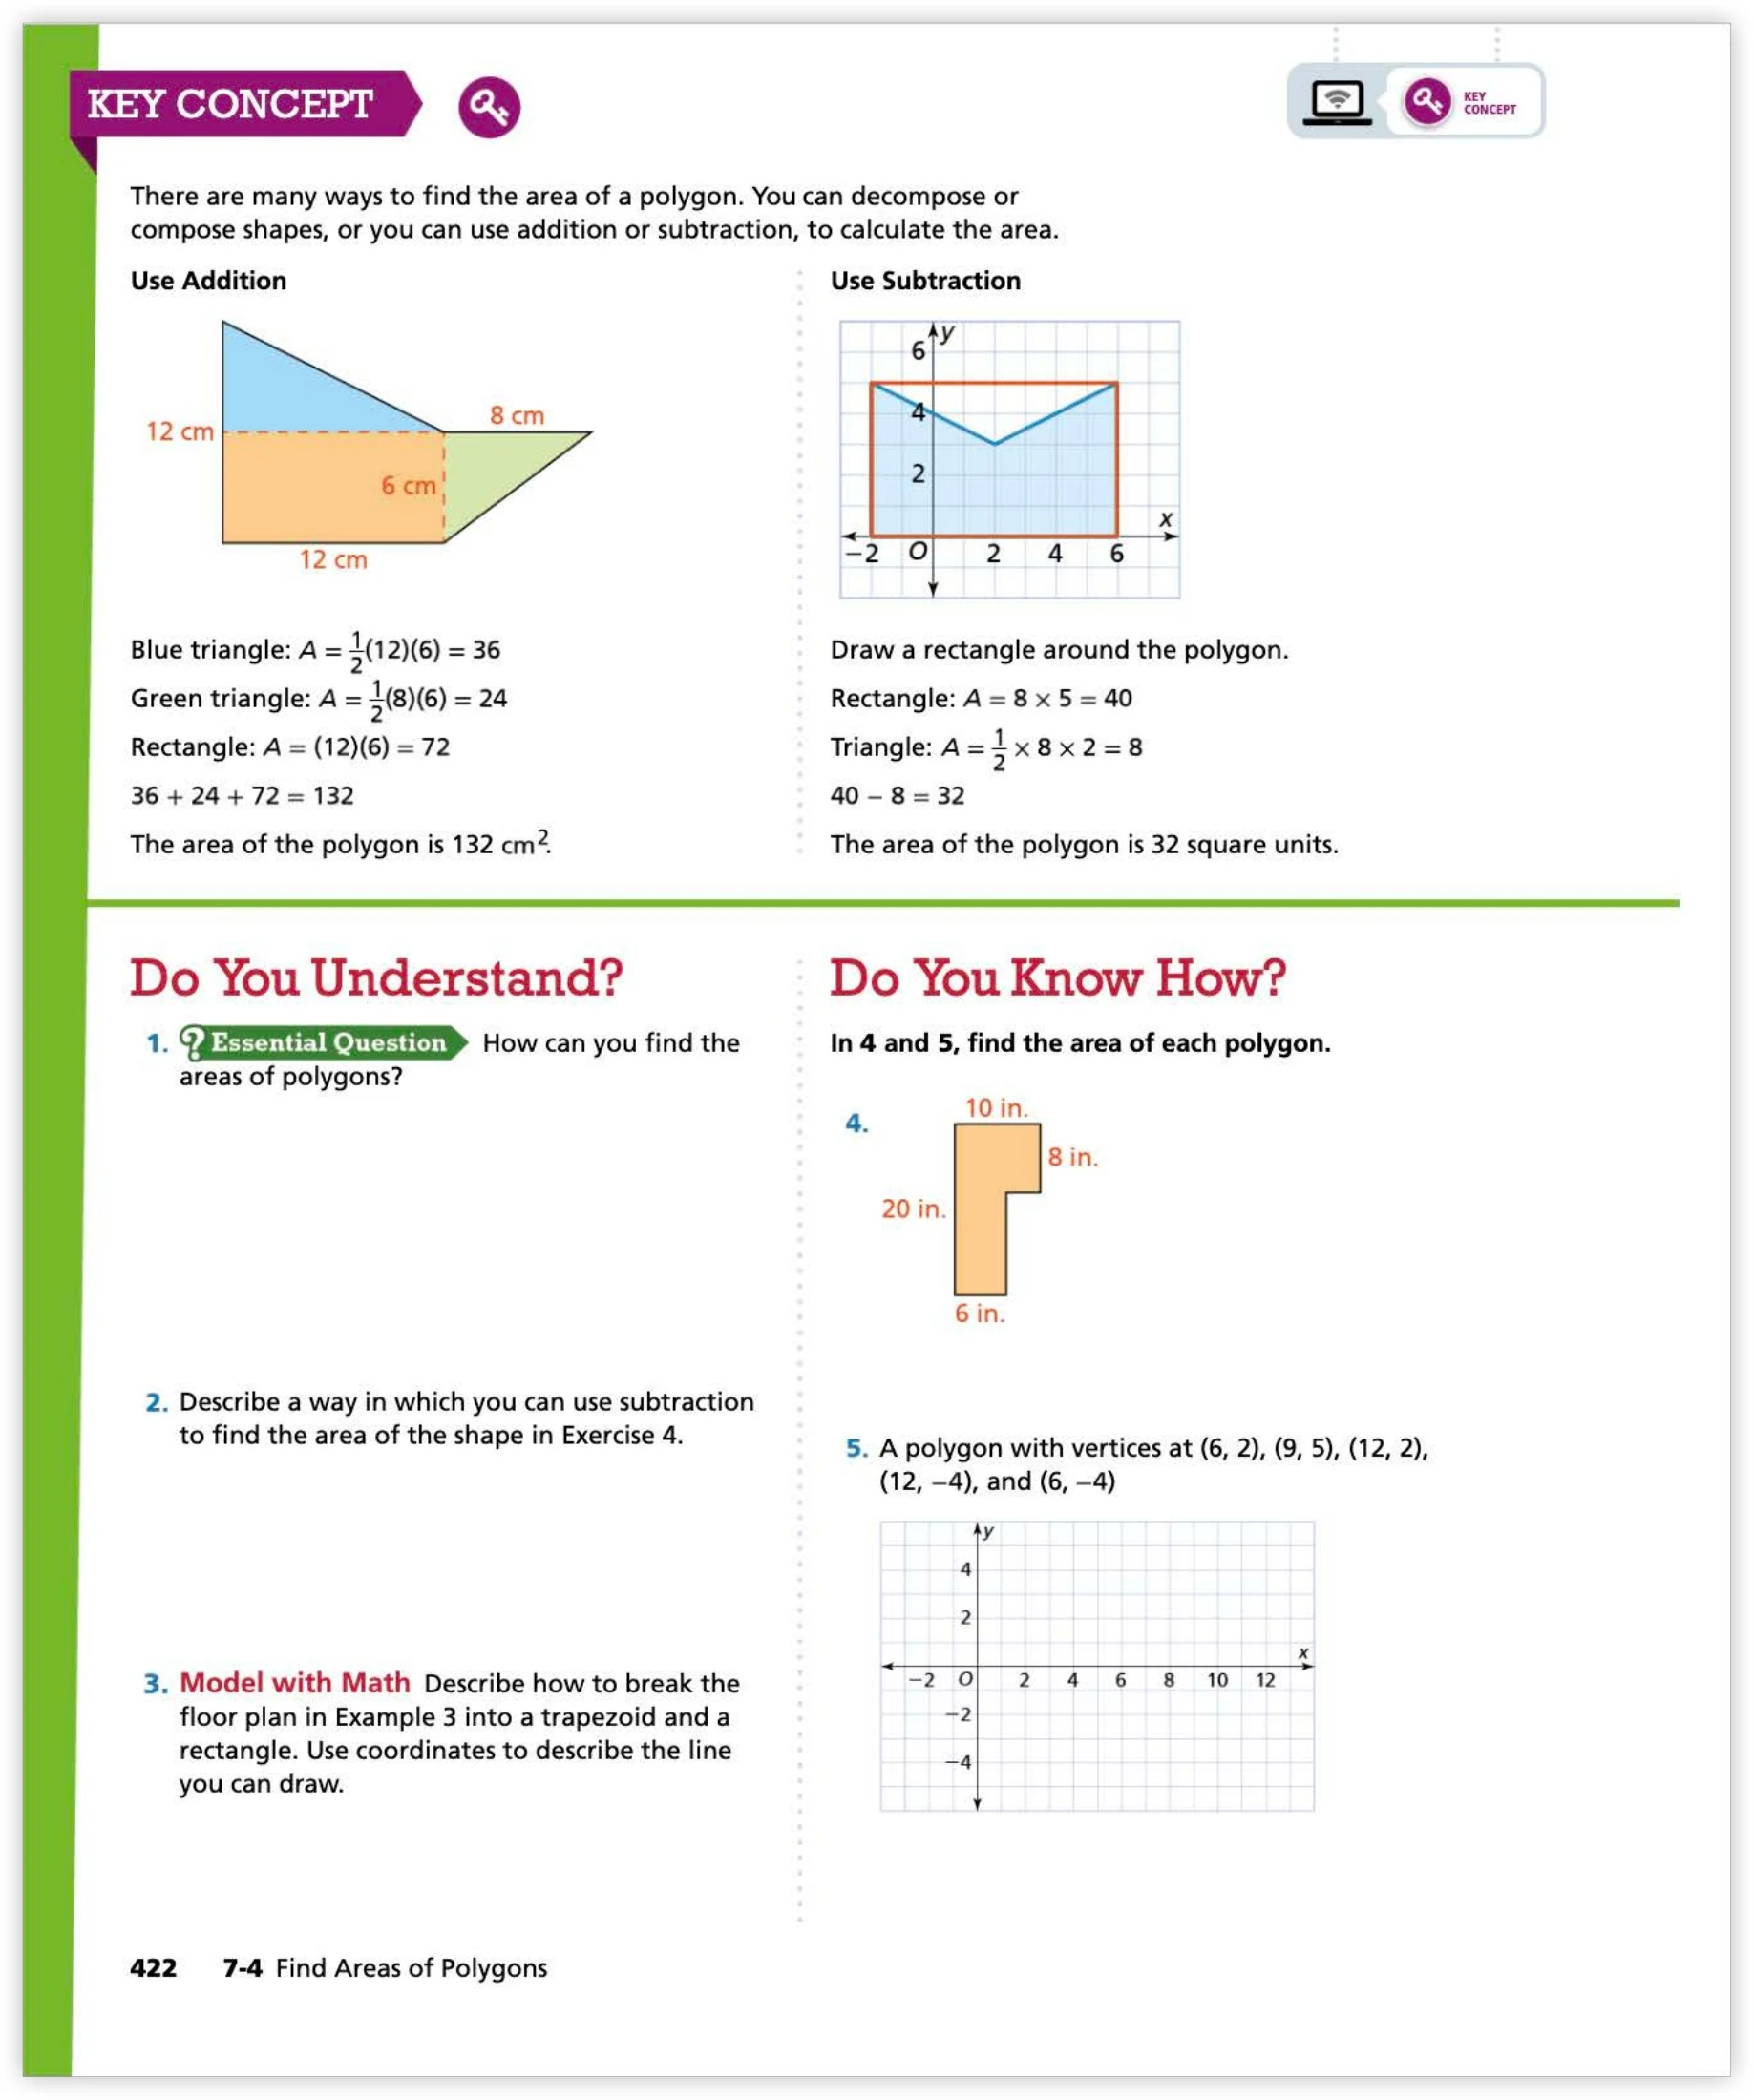 KEY CONCEPT
KEY
CONCEPT
There are many ways to find the area of a polygon. You can decompose or
compose shapes, or you can use addition or subtraction, to calculate the area.
Use Addition
12 cm
8 cm
6 cm
12 cm
Blue triangle: A = 1/2(12)(6) = 36
Green triangle: A = 1/2(8)(6) = 24
Rectangle: A = (12)(6) = 72
36 + 24 + 72 = 132
The area of the polygon is 132 cm².
Use Subtraction
y
6
4
2
x
−2 O 2 4 6
Draw a rectangle around the polygon.
Rectangle: A = 8 × 5 = 40
Triangle: A = 1/2 × 8 × 2 = 8
40 − 8 = 32
The area of the polygon is 32 square units.
Do You Understand?
1. ? Essential Question How can you find the
areas of polygons?
2. Describe a way in which you can use subtraction
to find the area of the shape in Exercise 4.
3. Model with Math Describe how to break the
floor plan in Example 3 into a trapezoid and a
rectangle. Use coordinates to describe the line
you can draw.
Do You Know How?
In 4 and 5, find the area of each polygon.
4.
10 in.
8 in.
20 in.
6 in.
5. A polygon with vertices at (6, 2), (9, 5), (12, 2),
(12, −4), and (6, −4)
y
4
2
x
−2 O 2 4 6 8 10 12
−2
−4
422 7-4 Find Areas of Polygons